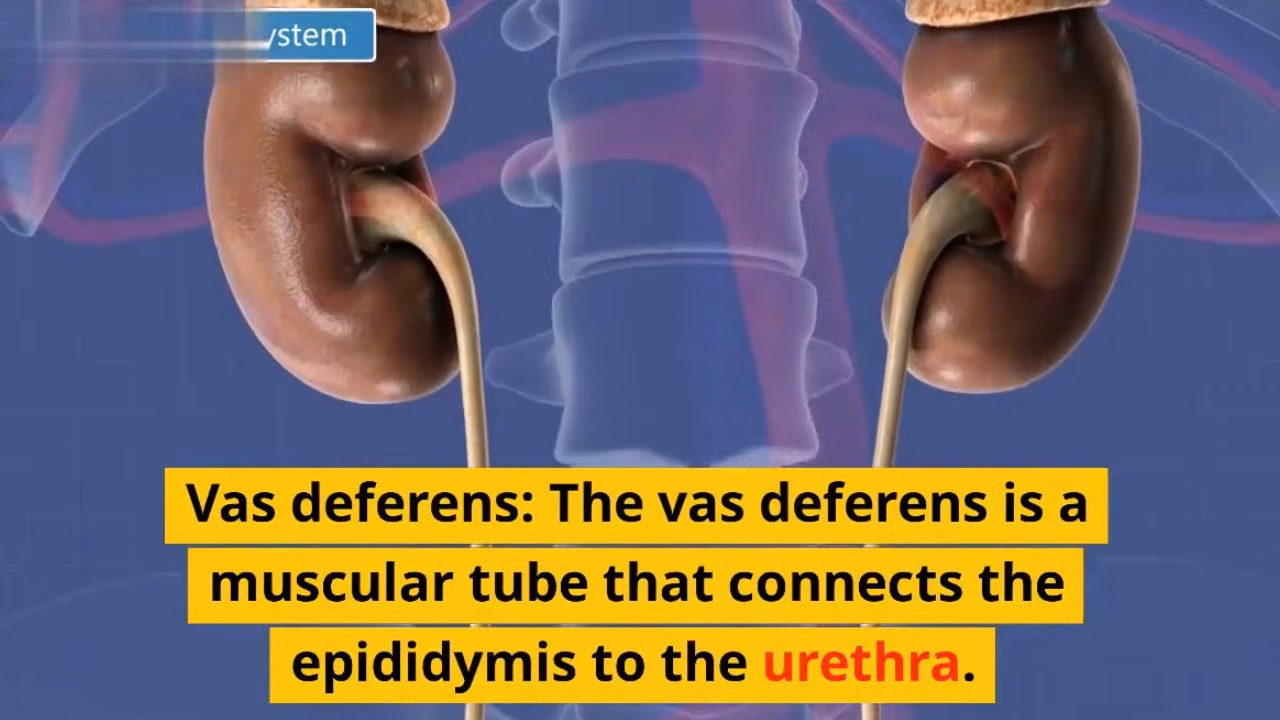 ystem
Vas deferens: The vas deferens is a
muscular tube that connects the
epididymis to the urethra.